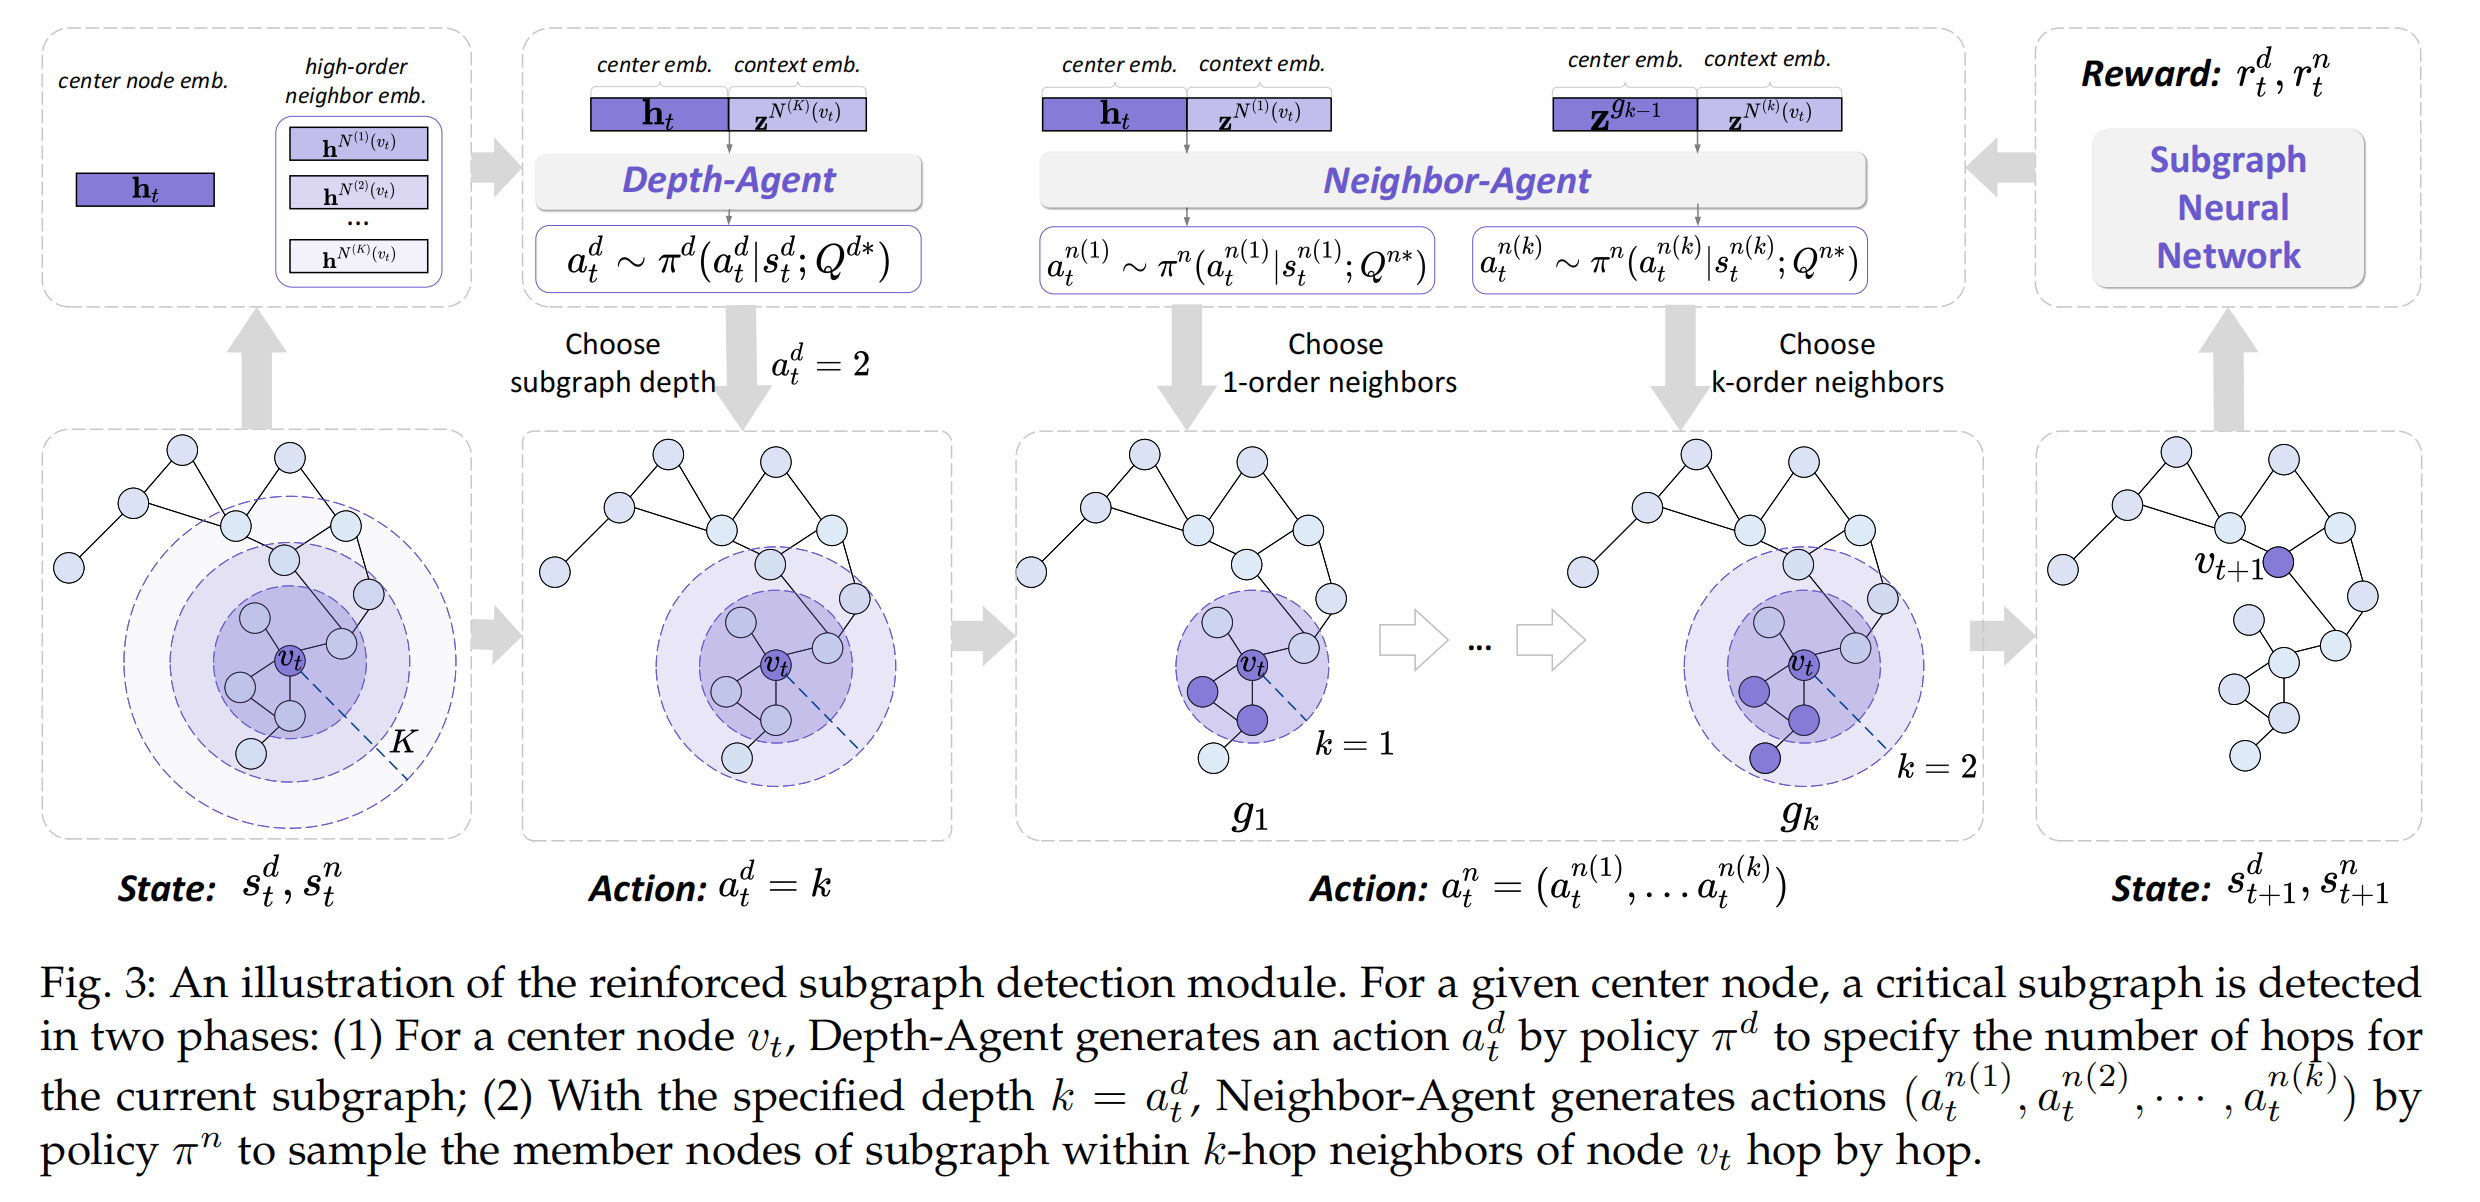 center node emb.
high-order
neighbor emb.
h_t
h^{N^{(1)}(v_t)}
h^{N^{(2)}(v_t)}
...
h^{N^{(K)}(v_t)}
center emb. context emb.
h_t z^{N^{(K)}(v_t)}
Depth-Agent
a_t^d ∼ π^d(a_t^d|s_t^d; Q^{d*})
center emb. context emb.
h_t z^{N^{(1)}(v_t)}
center emb. context emb.
z^{g_{k−1}} z^{N^{(k)}(v_t)}
Neighbor-Agent
a_t^{n(1)} ∼ π^n(a_t^{n(1)}|s_t^{n(1)}; Q^{n*})
a_t^{n(k)} ∼ π^n(a_t^{n(k)}|s_t^{n(k)}; Q^{n*})
Reward: r_t^d, r_t^n
Subgraph
Neural
Network
Choose
subgraph depth
a_t^d = 2
Choose
1-order neighbors
Choose
k-order neighbors
v_t
K
v_t
v_t
k = 1
g_1
...
v_t
k = 2
g_k
v_{t+1}
State: s_t^d, s_t^n
Action: a_t^d = k
Action: a_t^n = (a_t^{n(1)}, ... a_t^{n(k)})
State: s_{t+1}^d, s_{t+1}^n
Fig. 3: An illustration of the reinforced subgraph detection module. For a given center node, a critical subgraph is detected
in two phases: (1) For a center node v_t, Depth-Agent generates an action a_t^d by policy π^d to specify the number of hops for
the current subgraph; (2) With the specified depth k = a_t^d, Neighbor-Agent generates actions (a_t^{n(1)}, a_t^{n(2)}, ··· , a_t^{n(k)}) by
policy π^n to sample the member nodes of subgraph within k-hop neighbors of node v_t hop by hop.